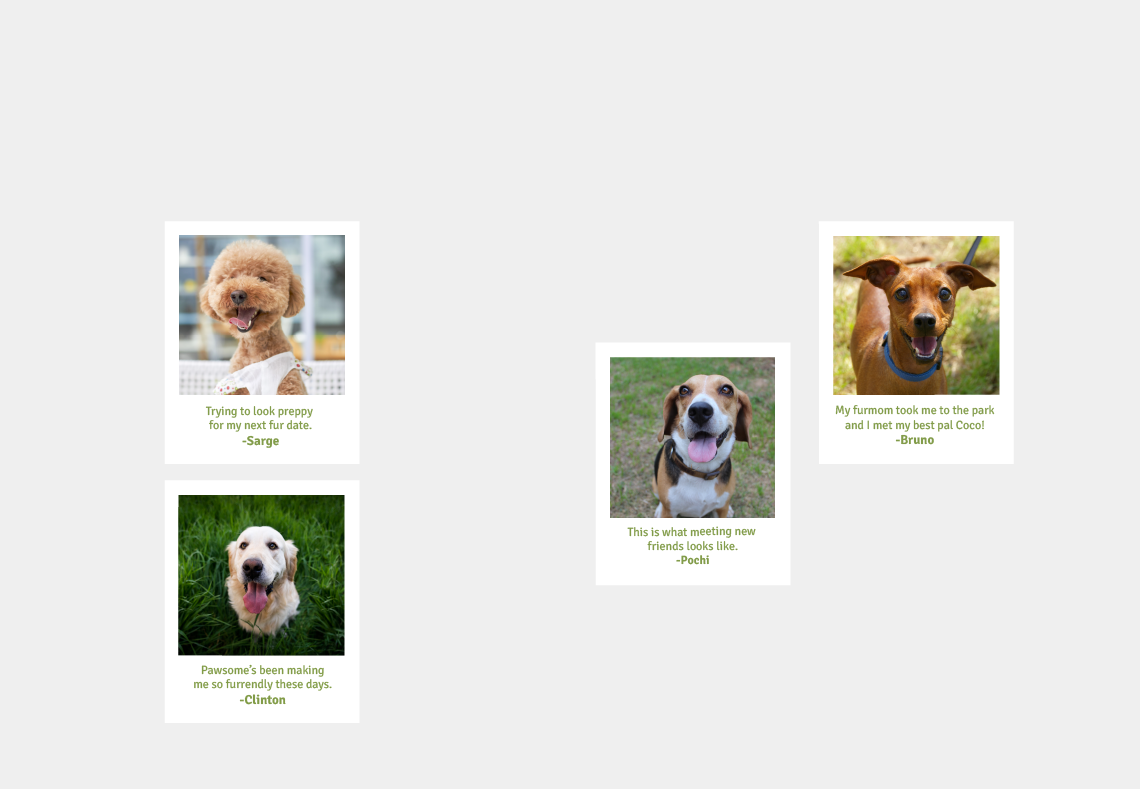 Trying to look preppy
for my next fur date.
-Sarge
Pawsome's been making
me so furrendly these days.
-Clinton
This is what meeting new
friends looks like.
-Pochi
My furmom took me to the park
and I met my best pal Coco!
-Bruno